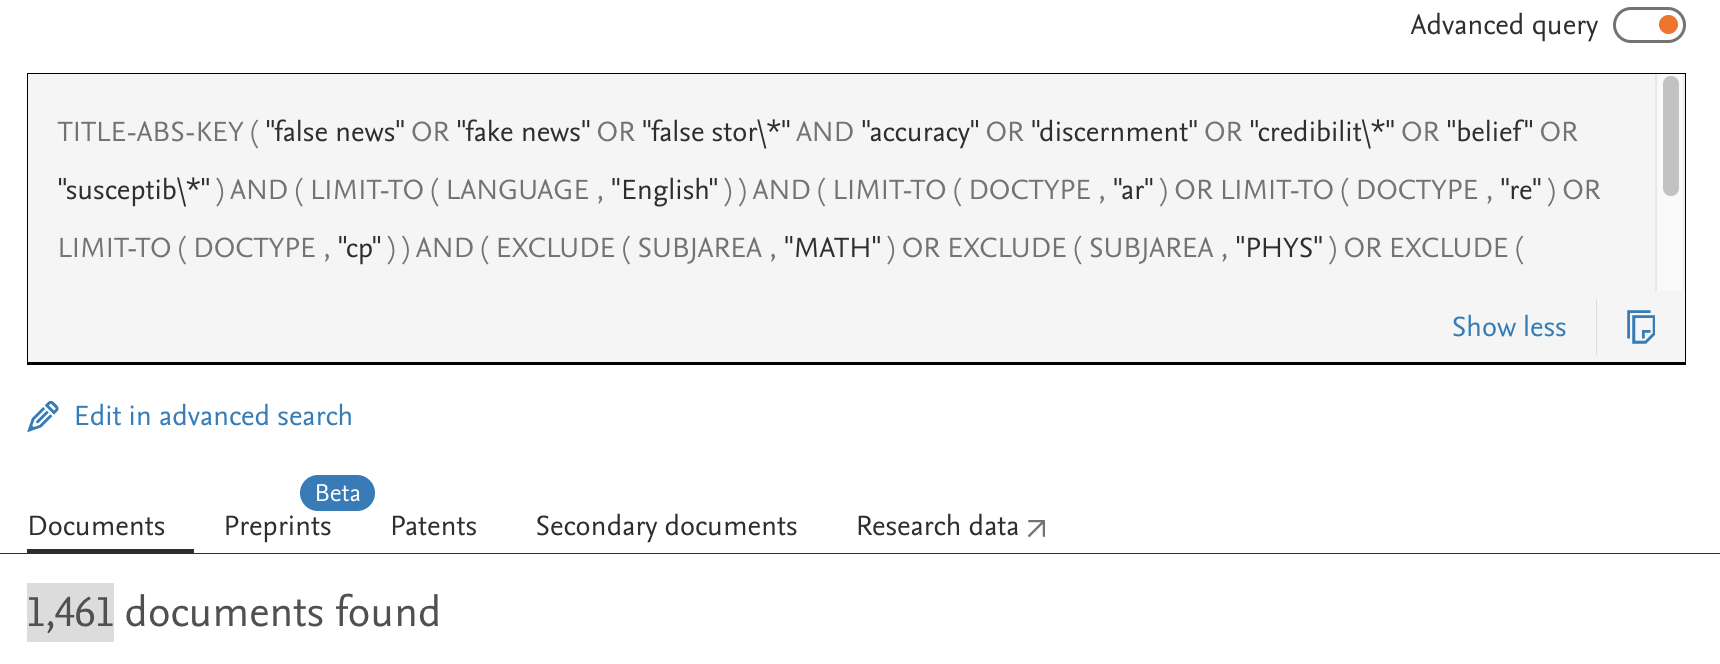 Advanced query
TITLE-ABS-KEY ( "false news" OR "fake news" OR "false stor\*" AND "accuracy" OR "discernment" OR "credibilit\*" OR "belief" OR
"susceptib\*" ) AND ( LIMIT-TO ( LANGUAGE , "English" ) ) AND ( LIMIT-TO ( DOCTYPE , "ar" ) OR LIMIT-TO ( DOCTYPE , "re" ) OR
LIMIT-TO ( DOCTYPE , "cp" ) ) AND ( EXCLUDE ( SUBJAREA , "MATH" ) OR EXCLUDE ( SUBJAREA , "PHYS" ) OR EXCLUDE (
Show less
Edit in advanced search
Beta
Documents Preprints Patents Secondary documents Research data
1,461 documents found